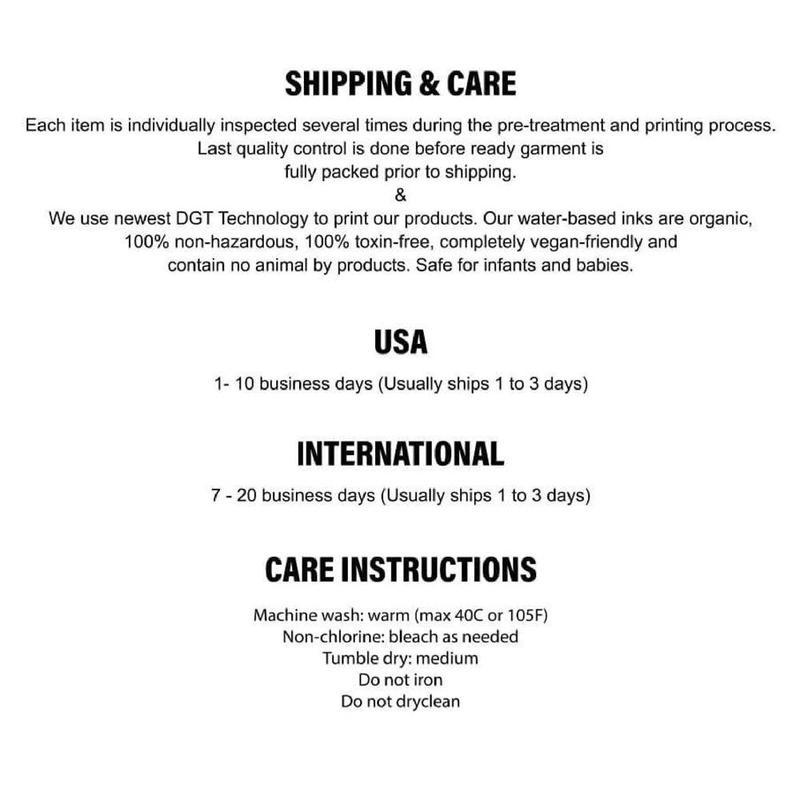 SHIPPING & CARE
Each item is individually inspected several times during the pre-treatment and printing process.
Last quality control is done before ready garment is
fully packed prior to shipping.
&
We use newest DGT Technology to print our products. Our water-based inks are organic,
100% non-hazardous, 100% toxin-free, completely vegan-friendly and
contain no animal by products. Safe for infants and babies.
USA
1- 10 business days (Usually ships 1 to 3 days)
INTERNATIONAL
7 - 20 business days (Usually ships 1 to 3 days)
CARE INSTRUCTIONS
Machine wash: warm (max 40C or 105F)
Non-chlorine: bleach as needed
Tumble dry: medium
Do not iron
Do not dryclean